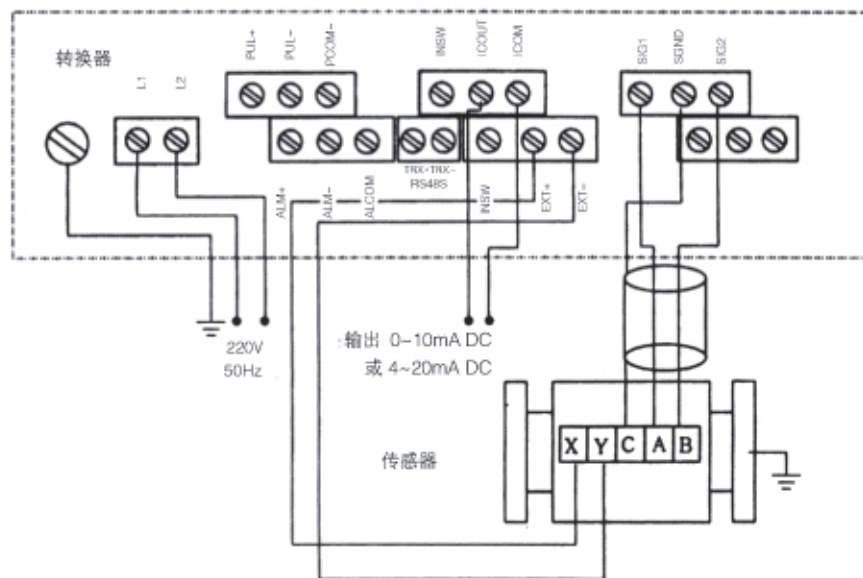 转换器
L1
L2
PUL+
PUL-
PCOM-
INSW
ICOUT
ICOM
SIG1
SGND
SIG2
TRX+TRX-
RS485
ALM+
ALM-
ALCOM
INSW
EXT+
EXT-
220V
50Hz
输出 0-10mA DC
或 4~20mA DC
传感器
X Y C A B